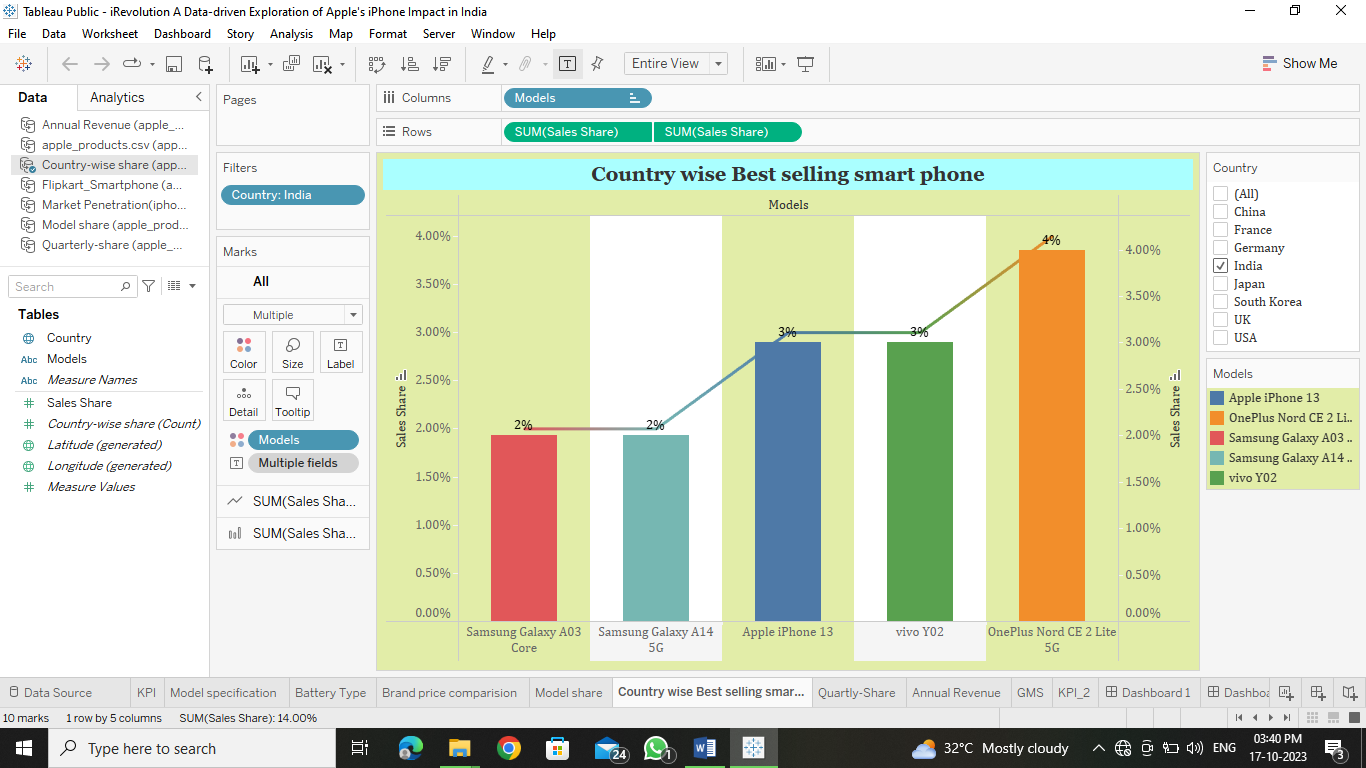 Tableau Public - iRevolution A Data-driven Exploration of Apple's iPhone Impact in India
File Data Worksheet Dashboard Story Analysis Map Format Server Window Help
Entire View
Show Me
Data Analytics
Annual Revenue (apple_...
apple_products.csv (app...
Country-wise share (app...
Flipkart_Smartphone (a...
Market Penetration(ipho...
Model share (apple_prod...
Quarterly-share (apple_...
Search
Tables
Country
Abc Models
Abc Measure Names
Sales Share
Country-wise share (Count)
Latitude (generated)
Longitude (generated)
Measure Values
Pages
Filters
Country: India
Marks
All
Multiple
Color Size Label
Detail Tooltip
Models
Multiple fields
SUM(Sales Sha...
SUM(Sales Sha...
Columns Models
Rows SUM(Sales Share) SUM(Sales Share)
Country wise Best selling smart phone
Models
Sales Share
4.00%
3.50%
3.00%
2.50%
2.00%
1.50%
1.00%
0.50%
0.00%
2% 2% 3% 3% 4%
Sales Share
4.00%
3.50%
3.00%
2.50%
2.00%
1.50%
1.00%
0.50%
0.00%
Samsung Galaxy A03 Core
Samsung Galaxy A14 5G
Apple iPhone 13
vivo Y02
OnePlus Nord CE 2 Lite 5G
Country
(All)
China
France
Germany
India
Japan
South Korea
UK
USA
Models
Apple iPhone 13
OnePlus Nord CE 2 Li..
Samsung Galaxy A03 ..
Samsung Galaxy A14 ..
vivo Y02
Data Source KPI Model specification Battery Type Brand price comparision Model share Country wise Best selling smar... Quartly-Share Annual Revenue GMS KPI_2 Dashboard 1 Dashboa
10 marks 1 row by 5 columns SUM(Sales Share): 14.00%
Type here to search
24
1
32°C Mostly cloudy
ENG
03:40 PM
17-10-2023
3